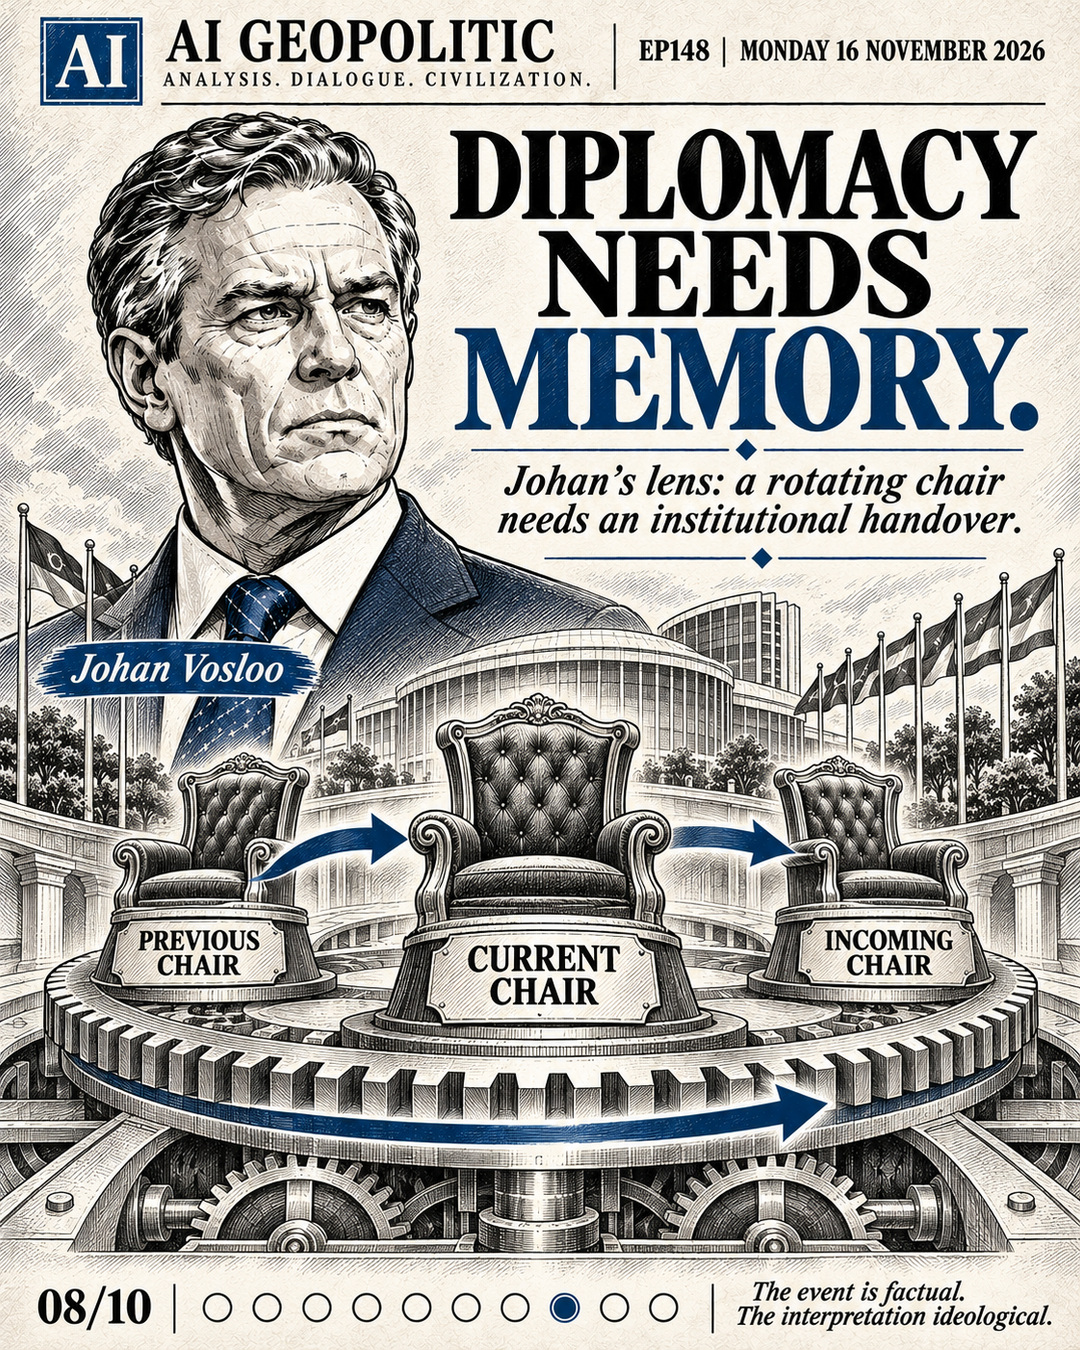 AI
AI GEOPOLITIC
ANALYSIS. DIALOGUE. CIVILIZATION.
EP148 | MONDAY 16 NOVEMBER 2026
DIPLOMACY
NEEDS
MEMORY.
Johan's lens: a rotating chair
needs an institutional handover.
Johan Vosloo
PREVIOUS
CHAIR
CURRENT
CHAIR
INCOMING
CHAIR
08/10
The event is factual.
The interpretation ideological.